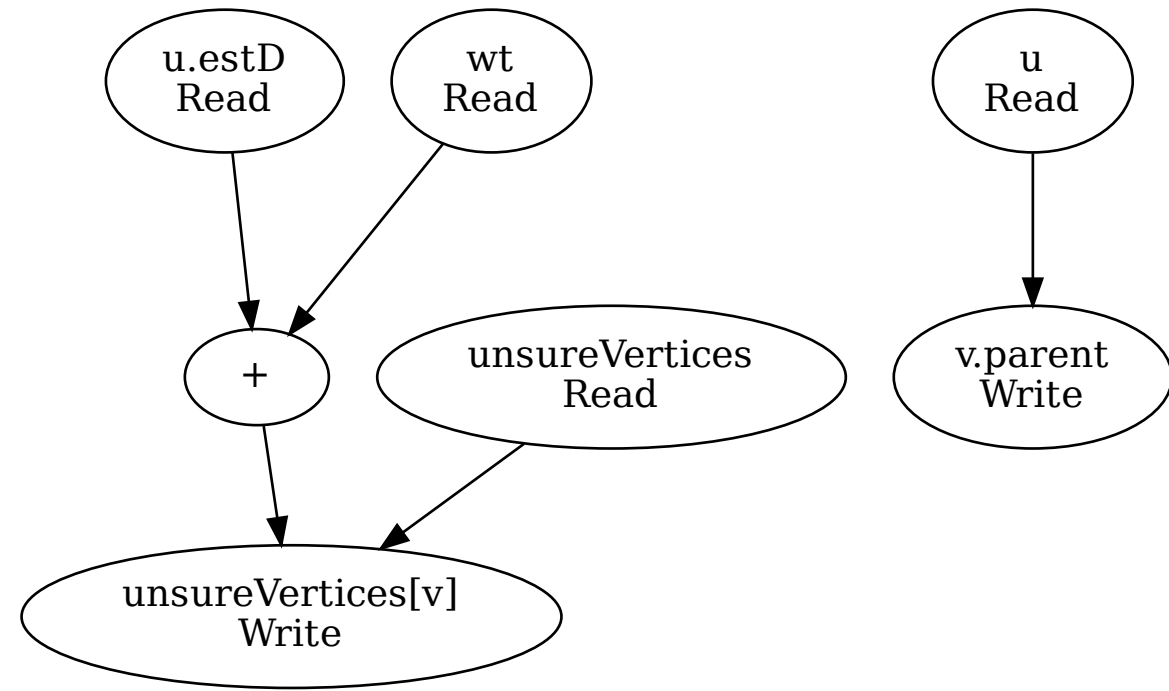 u.estD
Read
wt
Read
u
Read
+
unsureVertices
Read
v.parent
Write
unsureVertices[v]
Write